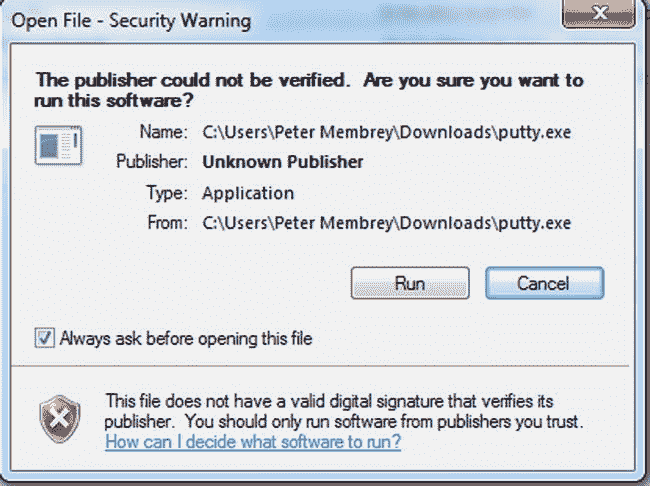 Open File - Security Warning
The publisher could not be verified.  Are you sure you want to
run this software?
Name: C:\Users\Peter Membrey\Downloads\putty.exe
Publisher: Unknown Publisher
Type: Application
From: C:\Users\Peter Membrey\Downloads\putty.exe
Run Cancel
Always ask before opening this file
This file does not have a valid digital signature that verifies its
publisher.  You should only run software from publishers you trust.
How can I decide what software to run?